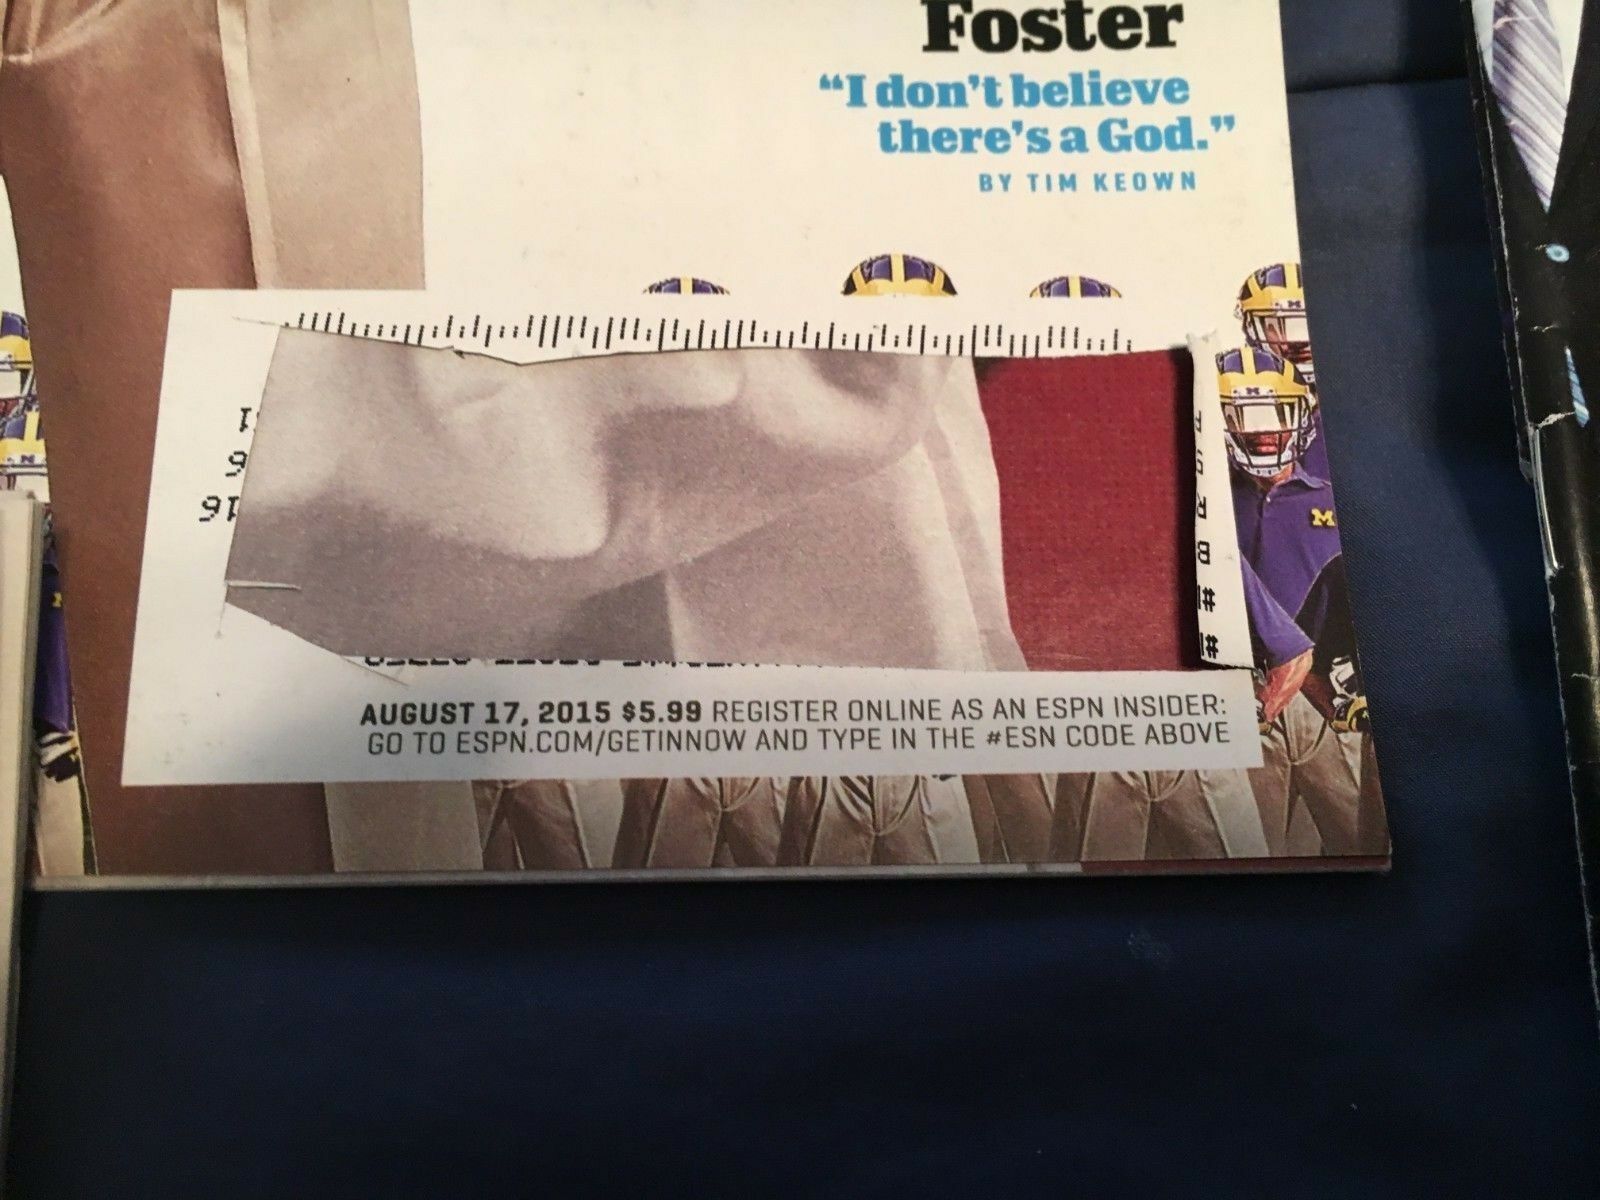 Foster
“I don’t believe
there’s a God.”
BY TIM KEOWN
AUGUST 17, 2015 $5.99 REGISTER ONLINE AS AN ESPN INSIDER:
GO TO ESPN.COM/GETINNOW AND TYPE IN THE #ESN CODE ABOVE